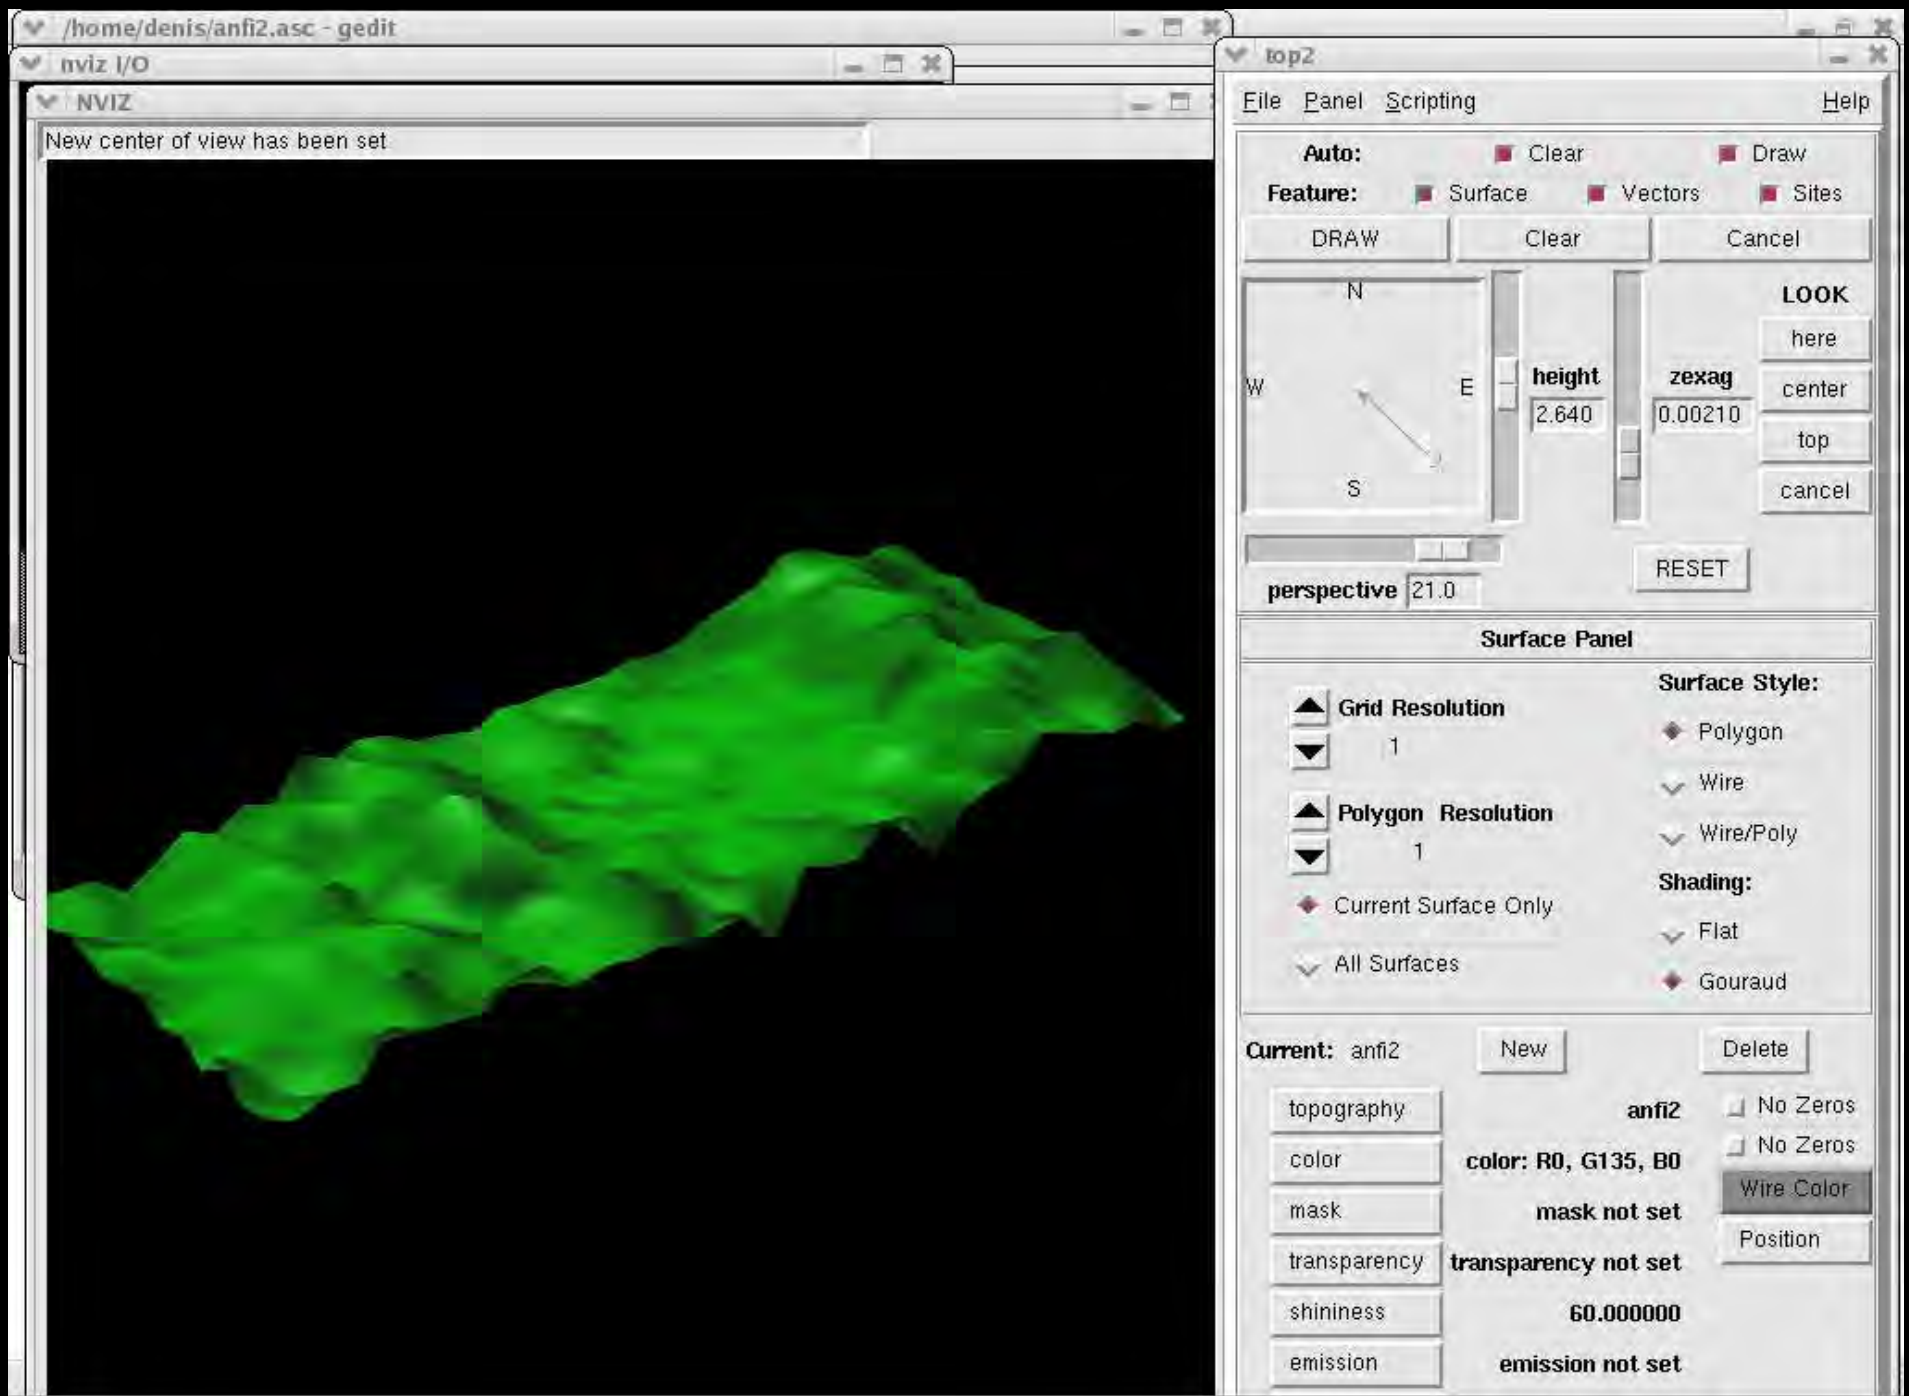 /home/denis/anfi2.asc - gedit
nviz I/O
NVIZ
New center of view has been set
top2
File Panel Scripting Help
Auto: Clear Draw
Feature: Surface Vectors Sites
DRAW Clear Cancel
N
W
E
S
height
2.640
zexag
0.00210
LOOK
here
center
top
cancel
perspective 21.0
RESET
Surface Panel
Grid Resolution
1
Polygon Resolution
1
Current Surface Only
All Surfaces
Surface Style:
Polygon
Wire
Wire/Poly
Shading:
Flat
Gouraud
Current: anfi2 New Delete
topography anfi2 No Zeros
No Zeros
color color: R0, G135, B0
Wire Color
mask mask not set
Position
transparency transparency not set
shininess 60.000000
emission emission not set